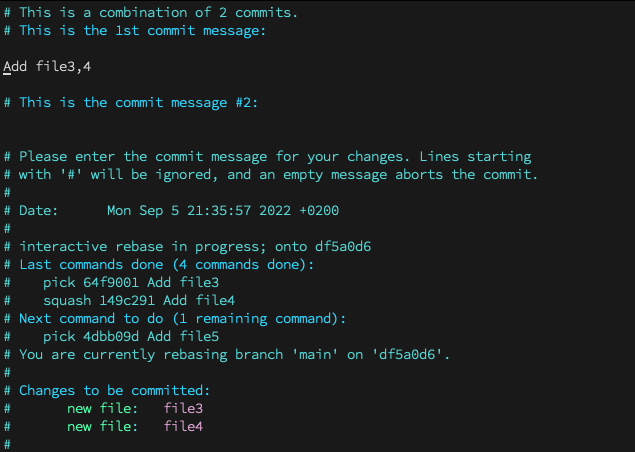 # This is a combination of 2 commits.
# This is the 1st commit message:

Add file3,4

# This is the commit message #2:


# Please enter the commit message for your changes. Lines starting
# with '#' will be ignored, and an empty message aborts the commit.
#
# Date:      Mon Sep 5 21:35:57 2022 +0200
#
# interactive rebase in progress; onto df5a0d6
# Last commands done (4 commands done):
#    pick 64f9001 Add file3
#    squash 149c291 Add file4
# Next command to do (1 remaining command):
#    pick 4dbb09d Add file5
# You are currently rebasing branch 'main' on 'df5a0d6'.
#
# Changes to be committed:
#       new file:   file3
#       new file:   file4
#